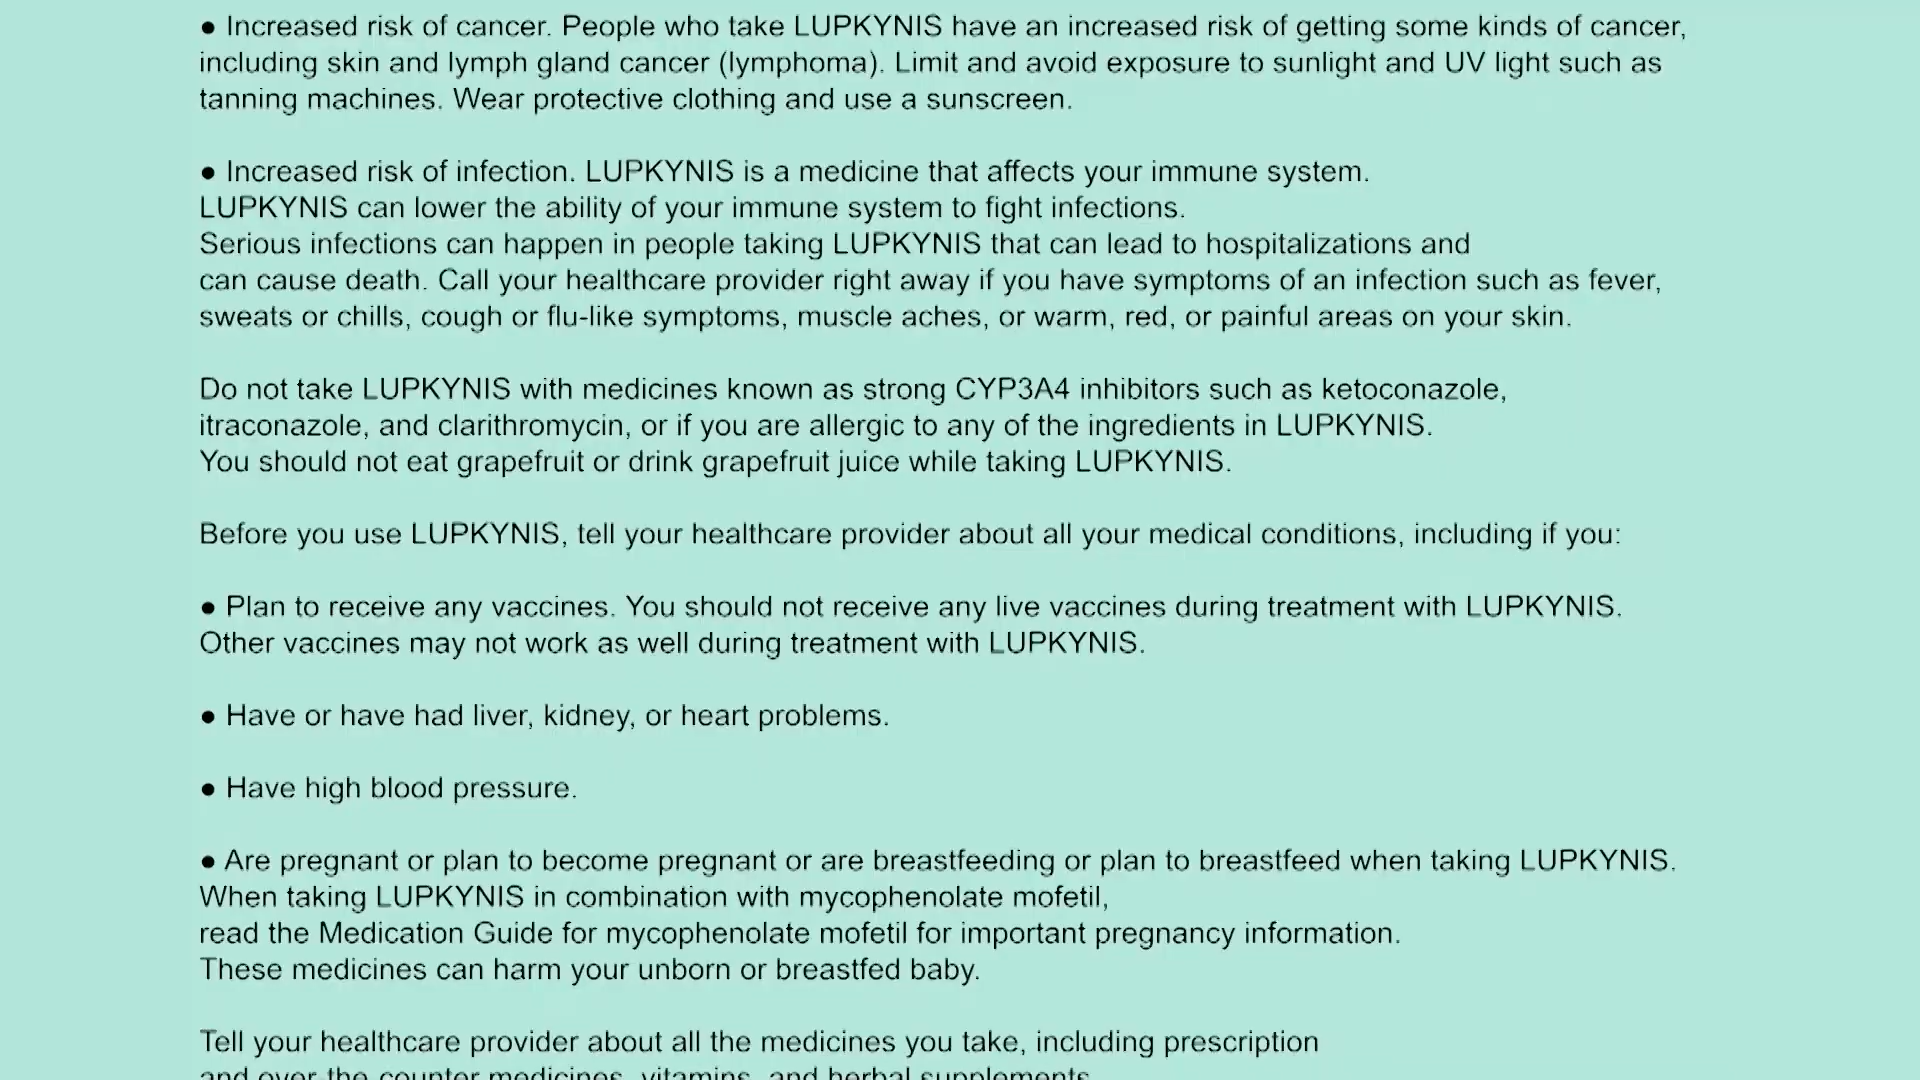 ● Increased risk of cancer. People who take LUPKYNIS have an increased risk of getting some kinds of cancer,
including skin and lymph gland cancer (lymphoma). Limit and avoid exposure to sunlight and UV light such as
tanning machines. Wear protective clothing and use a sunscreen.
● Increased risk of infection. LUPKYNIS is a medicine that affects your immune system.
LUPKYNIS can lower the ability of your immune system to fight infections.
Serious infections can happen in people taking LUPKYNIS that can lead to hospitalizations and
can cause death. Call your healthcare provider right away if you have symptoms of an infection such as fever,
sweats or chills, cough or flu-like symptoms, muscle aches, or warm, red, or painful areas on your skin.
Do not take LUPKYNIS with medicines known as strong CYP3A4 inhibitors such as ketoconazole,
itraconazole, and clarithromycin, or if you are allergic to any of the ingredients in LUPKYNIS.
You should not eat grapefruit or drink grapefruit juice while taking LUPKYNIS.
Before you use LUPKYNIS, tell your healthcare provider about all your medical conditions, including if you:
● Plan to receive any vaccines. You should not receive any live vaccines during treatment with LUPKYNIS.
Other vaccines may not work as well during treatment with LUPKYNIS.
● Have or have had liver, kidney, or heart problems.
● Have high blood pressure.
● Are pregnant or plan to become pregnant or are breastfeeding or plan to breastfeed when taking LUPKYNIS.
When taking LUPKYNIS in combination with mycophenolate mofetil,
read the Medication Guide for mycophenolate mofetil for important pregnancy information.
These medicines can harm your unborn or breastfed baby.
Tell your healthcare provider about all the medicines you take, including prescription
and over-the-counter medicines, vitamins, and herbal supplements.